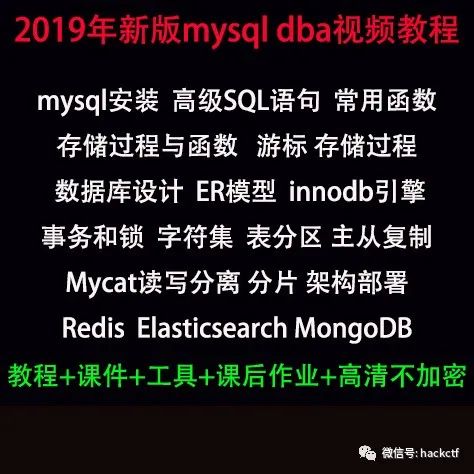 2019年新版mysql dba视频教程
mysql安装 高级SQL语句 常用函数
存储过程与函数 游标 存储过程
数据库设计 ER模型 innodb引擎
事务和锁 字符集 表分区 主从复制
Mycat读写分离 分片 架构部署
Redis Elasticsearch MongoDB
教程+课件+工具+课后作业+高清不加密
微信号: hackctf